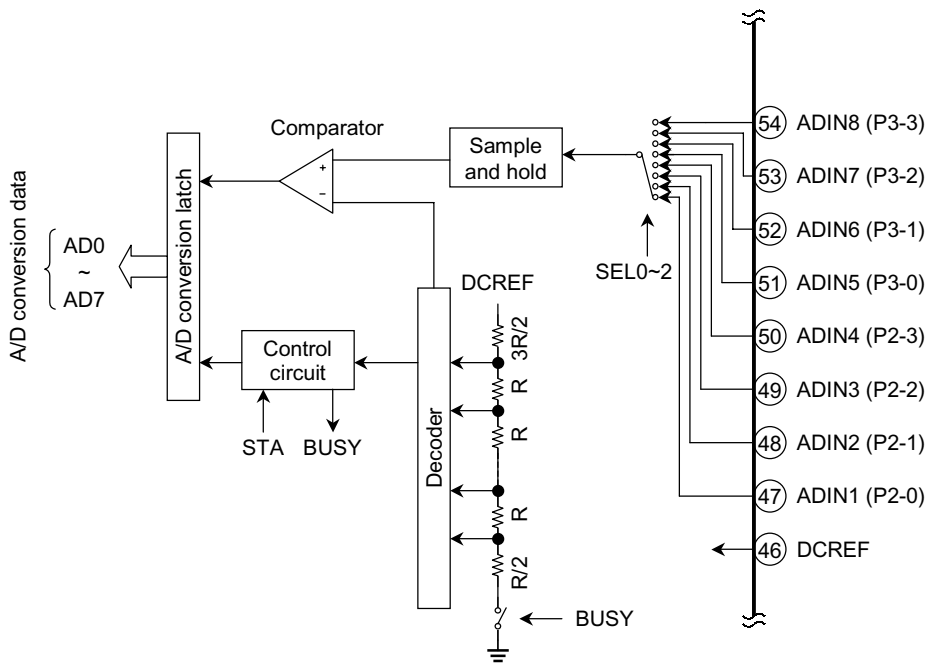 A/D conversion data
AD0
~
AD7
A/D conversion latch
Comparator
+
−
Sample
and hold
SEL0~2
Control
circuit
STA
BUSY
Decoder
DCREF
3R/2
R
R
R
R/2
BUSY
54 ADIN8 (P3-3)
53 ADIN7 (P3-2)
52 ADIN6 (P3-1)
51 ADIN5 (P3-0)
50 ADIN4 (P2-3)
49 ADIN3 (P2-2)
48 ADIN2 (P2-1)
47 ADIN1 (P2-0)
46 DCREF